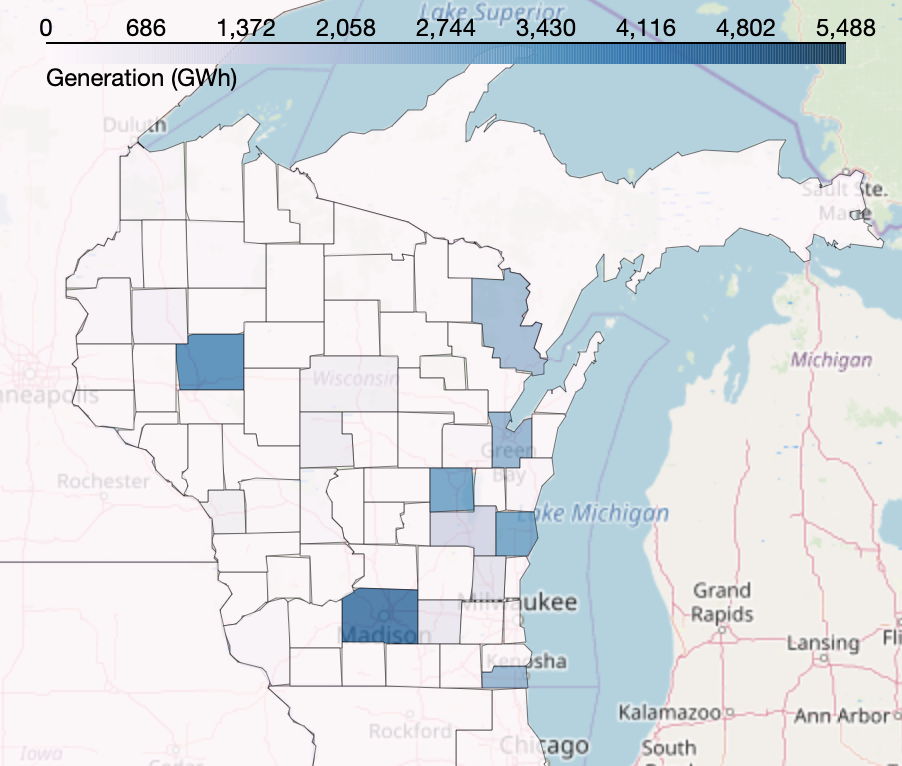 Lake Superior
0 686 1,372 2,058 2,744 3,430 4,116 4,802 5,488
Generation (GWh)
Duluth
Sault Ste.
Marie
Michigan
Wisconsin
nneapolis
Green
Bay
Rochester
Lake Michigan
Grand
Rapids
Milwaukee
Madison
Lansing
Fli
Kenosha
Kalamazoo
Ann Arbor
Rockford
Iowa
Chicago
South